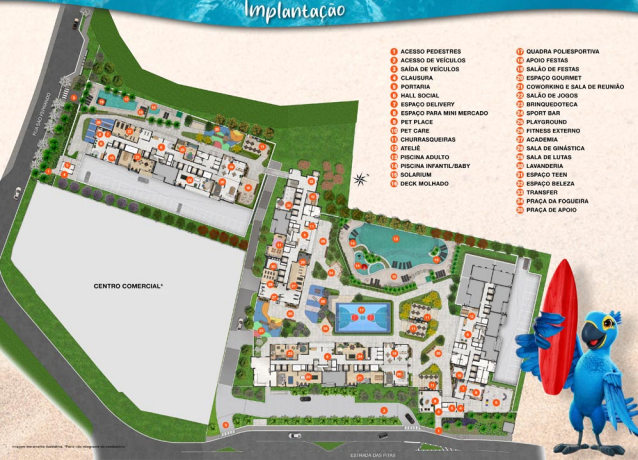 Implantação
1 ACESSO PEDESTRES
2 ACESSO DE VEÍCULOS
3 SAÍDA DE VEÍCULOS
4 CLAUSURA
5 PORTARIA
6 HALL SOCIAL
7 ESPAÇO DELIVERY
8 ESPAÇO PARA MINI MERCADO
9 PET PLACE
10 PET CARE
11 CHURRASQUEIRAS
12 ATELIÊ
13 PISCINA ADULTO
14 PISCINA INFANTIL/BABY
15 SOLARIUM
16 DECK MOLHADO
17 QUADRA POLIESPORTIVA
18 APOIO FESTAS
19 SALÃO DE FESTAS
20 ESPAÇO GOURMET
21 COWORKING E SALA DE REUNIÃO
22 SALÃO DE JOGOS
23 BRINQUEDOTECA
24 SPORT BAR
25 PLAYGROUND
26 FITNESS EXTERNO
27 ACADEMIA
28 SALA DE GINÁSTICA
29 SALA DE LUTAS
30 LAVANDERIA
31 ESPAÇO TEEN
32 ESPAÇO BELEZA
33 TRANSFER
34 PRAÇA DA FOGUEIRA
35 PRAÇA DE APOIO
CENTRO COMERCIAL*
ESTRADA DAS FITAS